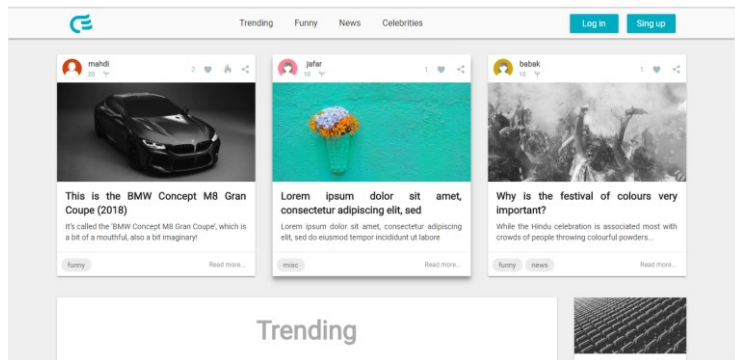 Trending Funny News Celebrities Log in Sing up
mahdi
20
2
jafar
10
1
babak
10
1
This is the BMW Concept M8 Gran
Coupe (2018)
It's called the 'BMW Concept M8 Gran Coupe', which is
a bit of a mouthful, also a bit imaginary!
funny Read more...
Lorem ipsum dolor sit amet,
consectetur adipiscing elit, sed
Lorem ipsum dolor sit amet, consectetur adipiscing
elit, sed do eiusmod tempor incididunt ut labore
misc Read more...
Why is the festival of colours very
important?
While the Hindu celebration is associated most with
crowds of people throwing colourful powders...
funny news Read more...
Trending